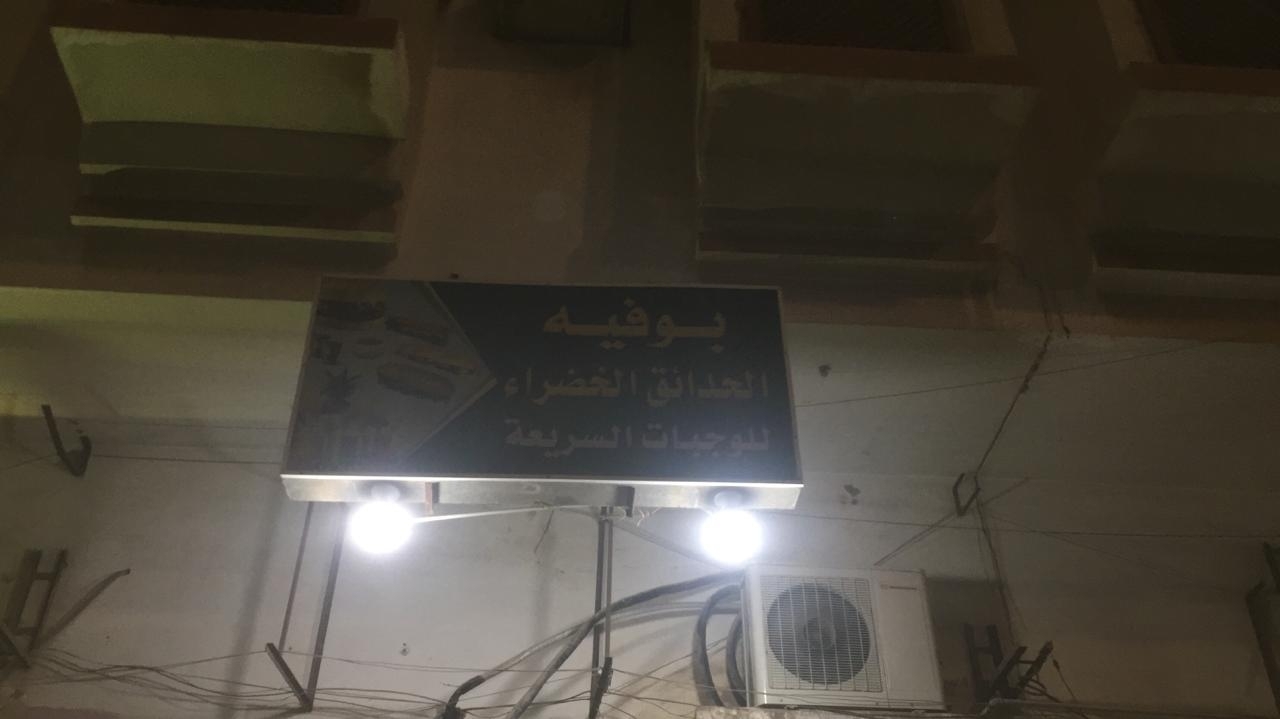 بوفيه
الحدائق الخضراء
للوجبات السريعة